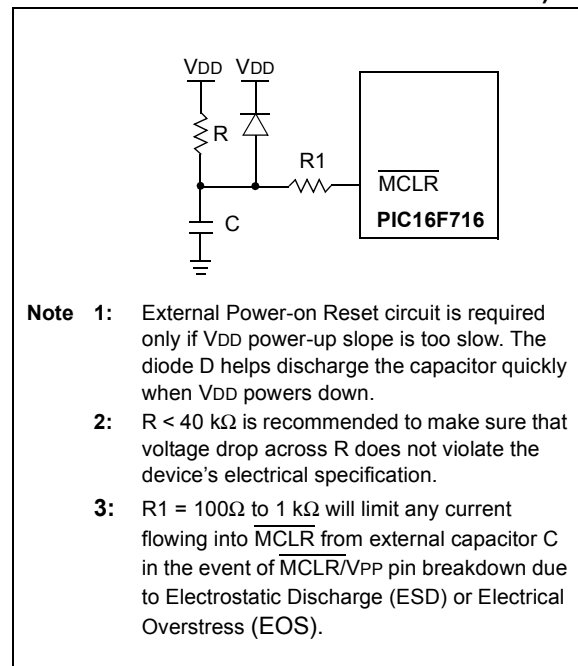 VDD VDD
R
R1
C
MCLR
PIC16F716
Note 1: External Power-on Reset circuit is required
only if VDD power-up slope is too slow. The
diode D helps discharge the capacitor quickly
when VDD powers down.
2: R < 40 kΩ is recommended to make sure that
voltage drop across R does not violate the
device's electrical specification.
3: R1 = 100Ω to 1 kΩ will limit any current
flowing into MCLR from external capacitor C
in the event of MCLR/VPP pin breakdown due
to Electrostatic Discharge (ESD) or Electrical
Overstress (EOS).